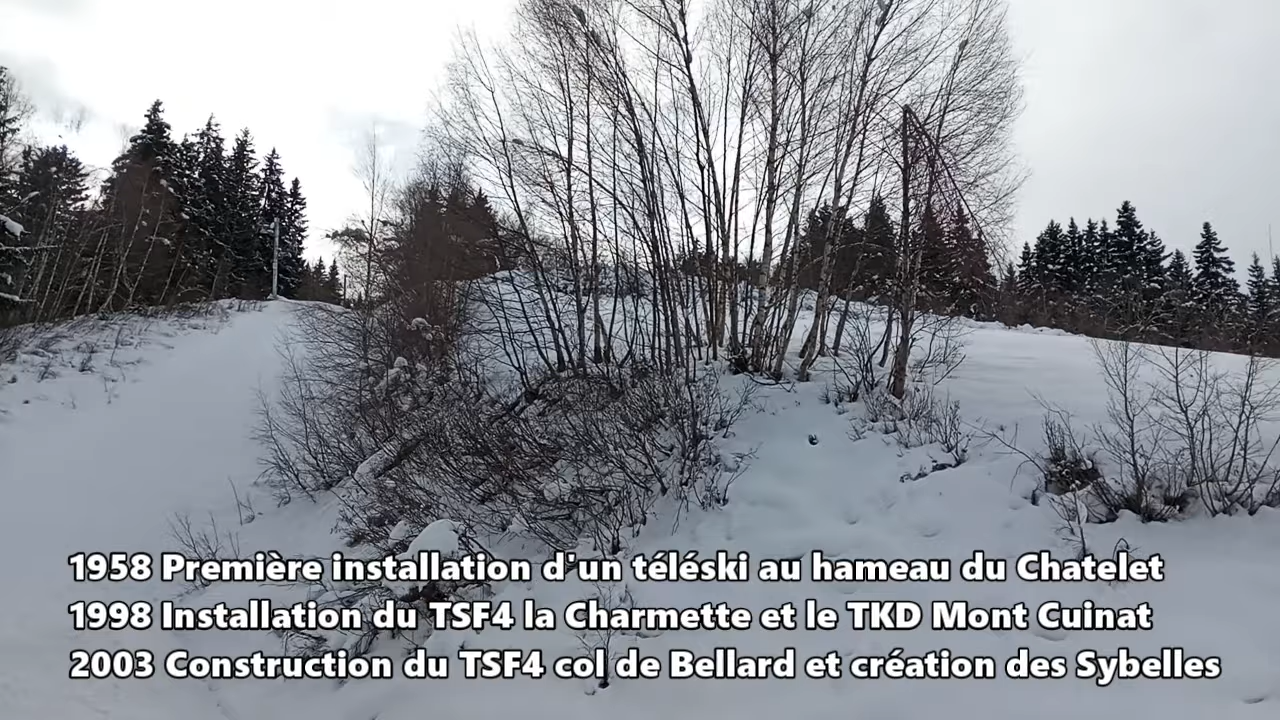 1958 Première installation d'un téléski au hameau du Chatelet
1998 Installation du TSF4 la Charmette et le TKD Mont Cuinat
2003 Construction du TSF4 col de Bellard et création des Sybelles